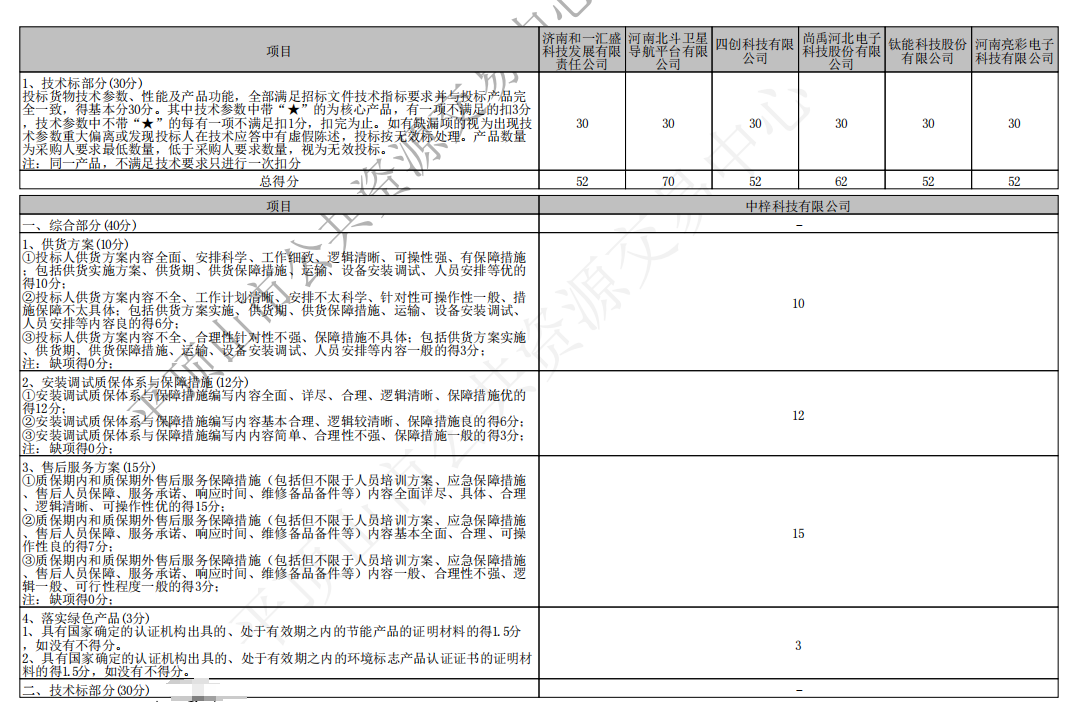 项目 济南和一汇盛科技发展有限责任公司 河南北斗卫星导航平台有限公司 四创科技有限公司 尚禹河北电子科技股份有限公司 钛能科技股份有限公司 河南亮彩电子科技有限公司
1、技术标部分(30分)
投标货物技术参数、性能及产品功能，全部满足招标文件技术指标要求并与投标产品完
全一致，得基本分30分。其中技术参数中带“★”的为核心产品，有一项不满足的扣3分
，技术参数中不带“★”的每有一项不满足扣1分，扣完为止。如有缺漏项的视为出现技
术参数重大偏离或发现投标人在技术应答中有虚假陈述，投标按无效标处理。产品数量
为采购人要求最低数量，低于采购人要求数量，视为无效投标。
注：同一产品，不满足技术要求只进行一次扣分
30 30 30 30 30 30
总得分 52 70 52 62 52 52
项目 中梓科技有限公司
一、综合部分(40分) –
1、供货方案(10分)
①投标人供货方案内容全面、安排科学、工作细致、逻辑清晰、可操性强、有保障措施
；包括供货实施方案、供货期、供货保障措施、运输、设备安装调试、人员安排等优的
得10分；
②投标人供货方案内容不全、工作计划清晰、安排不太科学、针对性可操作性一般、措
施保障不太具体；包括供货方案实施、供货期、供货保障措施、运输、设备安装调试、
人员安排等内容良的得6分；
③投标人供货方案内容不全、合理性针对性不强、保障措施不具体；包括供货方案实施
、供货期、供货保障措施、运输、设备安装调试、人员安排等内容一般的得3分；
注：缺项得0分；
10
2、安装调试质保体系与保障措施(12分)
①安装调试质保体系与保障措施编写内容全面、详尽、合理、逻辑清晰、保障措施优的
得12分；
②安装调试质保体系与保障措施编写内容基本合理、逻辑较清晰、保障措施良的得6分；
③安装调试质保体系与保障措施编写内内容简单、合理性不强、保障措施一般的得3分；
注：缺项得0分；
12
3、售后服务方案(15分)
①质保期内和质保期外售后服务保障措施（包括但不限于人员培训方案、应急保障措施
、售后人员保障、服务承诺、响应时间、维修备品备件等）内容全面详尽、具体、合理
、逻辑清晰、可操作性优的得15分；
②质保期内和质保期外售后服务保障措施（包括但不限于人员培训方案、应急保障措施
、售后人员保障、服务承诺、响应时间、维修备品备件等）内容基本全面、合理、可操
作性良的得7分；
③质保期内和质保期外售后服务保障措施（包括但不限于人员培训方案、应急保障措施
、售后人员保障、服务承诺、响应时间、维修备品备件等）内容一般、合理性不强、逻
辑一般、可行性程度一般的得3分；
注：缺项得0分；
15
4、落实绿色产品(3分)
1、具有国家确定的认证机构出具的、处于有效期之内的节能产品的证明材料的得1.5分
，如没有不得分。
2、具有国家确定的认证机构出具的、处于有效期之内的环境标志产品认证证书的证明材
料的得1.5分，如没有不得分。
3
二、技术标部分(30分) –
平顶山市公共资源交易中心
平顶山市公共资源交易中心